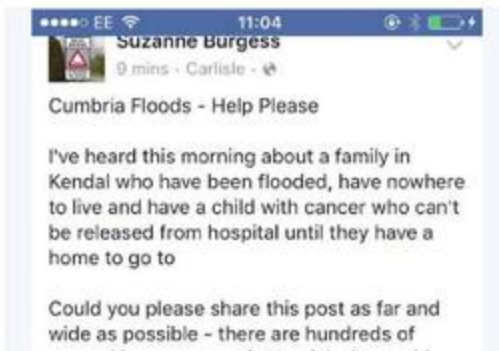 EE 11:04
Suzanne Burgess
9 mins · Carlisle ·
Cumbria Floods - Help Please
I've heard this morning about a family in
Kendal who have been flooded, have nowhere
to live and have a child with cancer who can't
be released from hospital until they have a
home to go to
Could you please share this post as far and
wide as possible - there are hundreds of